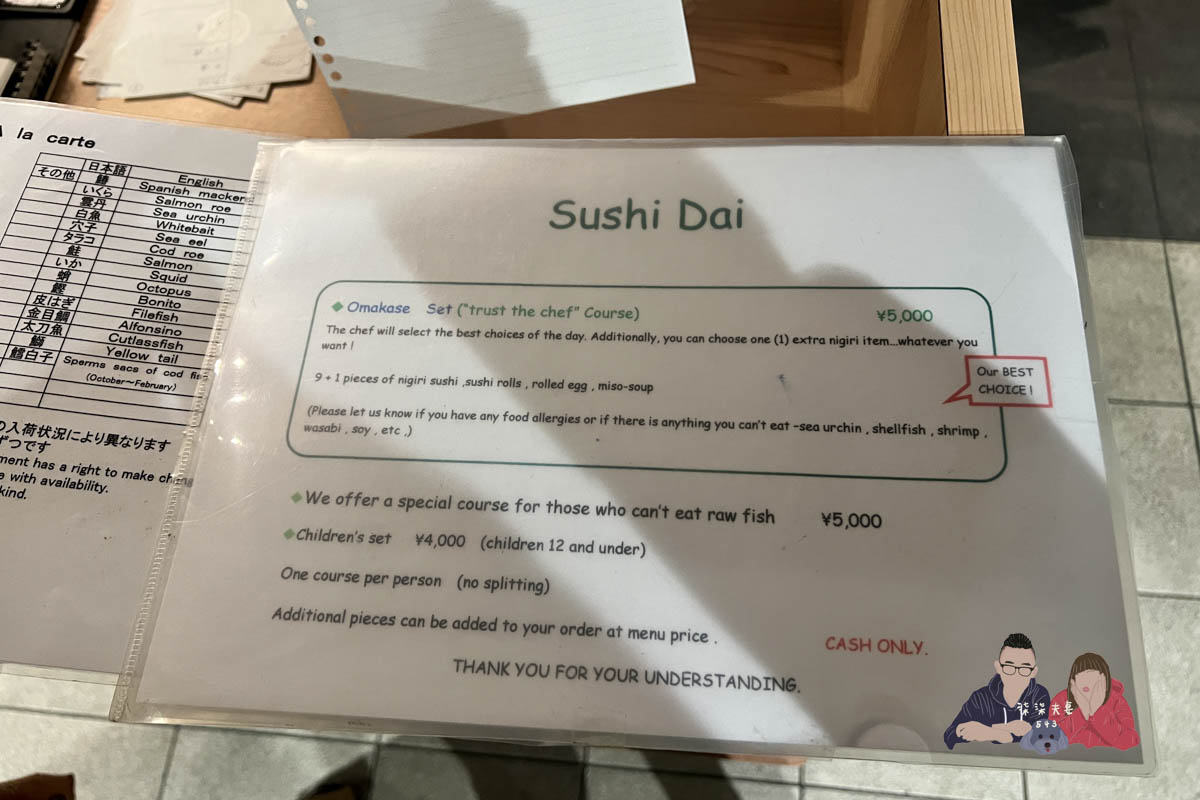 la carte
日本語 English
その他 鰆 Spanish macker
いくら Salmon roe
雲丹 Sea urchin
白魚 Whitebait
穴子 Sea eel
タラコ Cod roe
鮭 Salmon
いか Squid
蛸 Octopus
鰹 Bonito
皮はぎ Filefish
金目鯛 Alfonsino
太刀魚 Cutlassfish
鰤 Yellow tail
鱈白子 Sperms sacs of cod fis
(October～February)
の入荷状況により異なります
ずつです
ment has a right to make cha
e with availability.
kind.
Sushi Dai
◆Omakase Set ("trust the chef" Course) ¥5,000
The chef will select the best choices of the day. Additionally, you can choose one (1) extra nigiri item…whatever you
want !
9 + 1 pieces of nigiri sushi ,sushi rolls , rolled egg , miso-soup
(Please let us know if you have any food allergies or if there is anything you can't eat –sea urchin , shellfish , shrimp ,
wasabi , soy , etc ,)
Our BEST
CHOICE !
◆We offer a special course for those who can't eat raw fish ¥5,000
◆Children's set ¥4,000 (children 12 and under)
One course per person (no splitting)
Additional pieces can be added to your order at menu price .
CASH ONLY.
THANK YOU FOR YOUR UNDERSTANDING.
柴柴夫妻
543